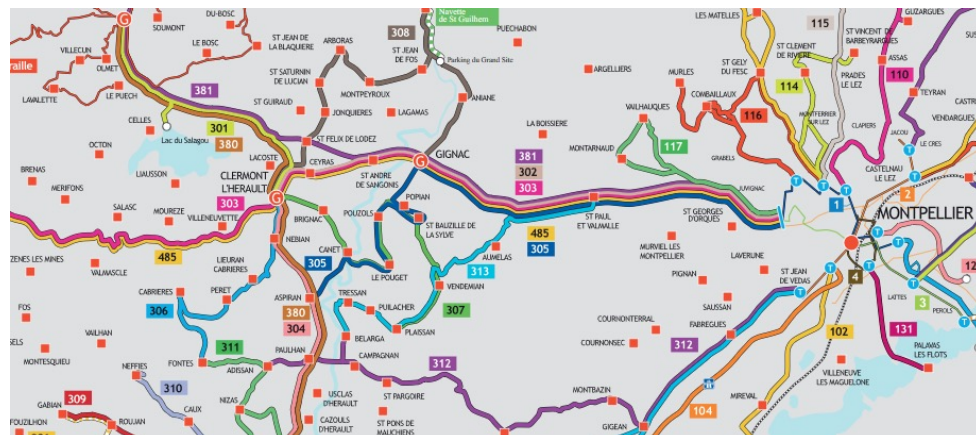 SOUMONT
DU-BOSC
LE BOSC
ST JEAN
DE LA
BLAQUIERE
ARBORAS
308
ST JEAN
DE FOS
Navette
de St Guilhem
Parking du Grand Site
PUECHABON
LES MATELLES
115
ST VINCENT DE
BARBEYRARGUES
GUZARGUES
VILLECUN
OLMET
raille
LAVALETTE
LE PUECH
381
301
380
CELLES
Lac du Salagou
ST SATURNIN
DE LUCIAN
MONTPEYROUX
ST GUIRAUD
JONQUIERES
LAGAMAS
ANIANE
ARGELLIERS
MURLES
COMBAILLAUX
ST GELY
DU FESC
ST CLEMENT
DE RIVIERE
PRADES
LE LEZ
ASSAS
110
TEYRAN
114
116
MONTFERRIER
SUR LEZ
CLAPIERS
JACOU
LE CRES
VENDARGUES
CASTR
SUS
OCTON
BRENAS
MERIFONS
LIAUSSON
LACOSTE
CLERMONT
L'HERAULT
303
ST FELIX DE LODEZ
CEYRAS
ST ANDRE
DE SANGONIS
GIGNAC
LA BOISSIERE
VAILHAUQUES
MONTARNAUD
117
GRABELS
JUVIGNAC
381
302
303
CASTELNAU
LE LEZ
1
2
MONTPELLIER
SALASC
MOUREZE
VILLENEUVETTE
485
VALMASCLE
ZENES LES MINES
NEBIAN
BRIGNAC
POUZOLS
POPIAN
ST BAUZILLE DE
LA SYLVE
CANET
305
LE POUGET
ST PAUL
ET VALMALLE
485
305
AUMELAS
313
VENDEMIAN
307
ST GEORGES
D'ORQUES
MURVIEL LES
MONTPELLIER
PIGNAN
LAVERUNE
SAUSSAN
ST JEAN
DE VEDAS
4
LATTES
3
PEROLS
12
LIEURAN
CABRIERES
CABRIERES
PERET
306
ASPIRAN
380
304
TRESSAN
PUILACHER
PLAISSAN
BELARGA
FOS
VAILHAN
SELS
MONTESQUIEU
FONTES
311
ADISSAN
PAULHAN
CAMPAGNAN
312
CORNONTERRAL
COURNONSEC
FABREGUES
312
102
131
PALAVAS
LES FLOTS
VILLENEUVE
LES MAGUELONE
NEFFIES
310
309
GABIAN
FOUZILHON
ROUJAN
CAUX
NIZAS
USCLAS
D'HERAULT
CAZOULS
D'HERAULT
ST PARGOIRE
ST PONS DE
MAUCHIENS
MONTBAZIN
GIGEAN
104
MIREVAL